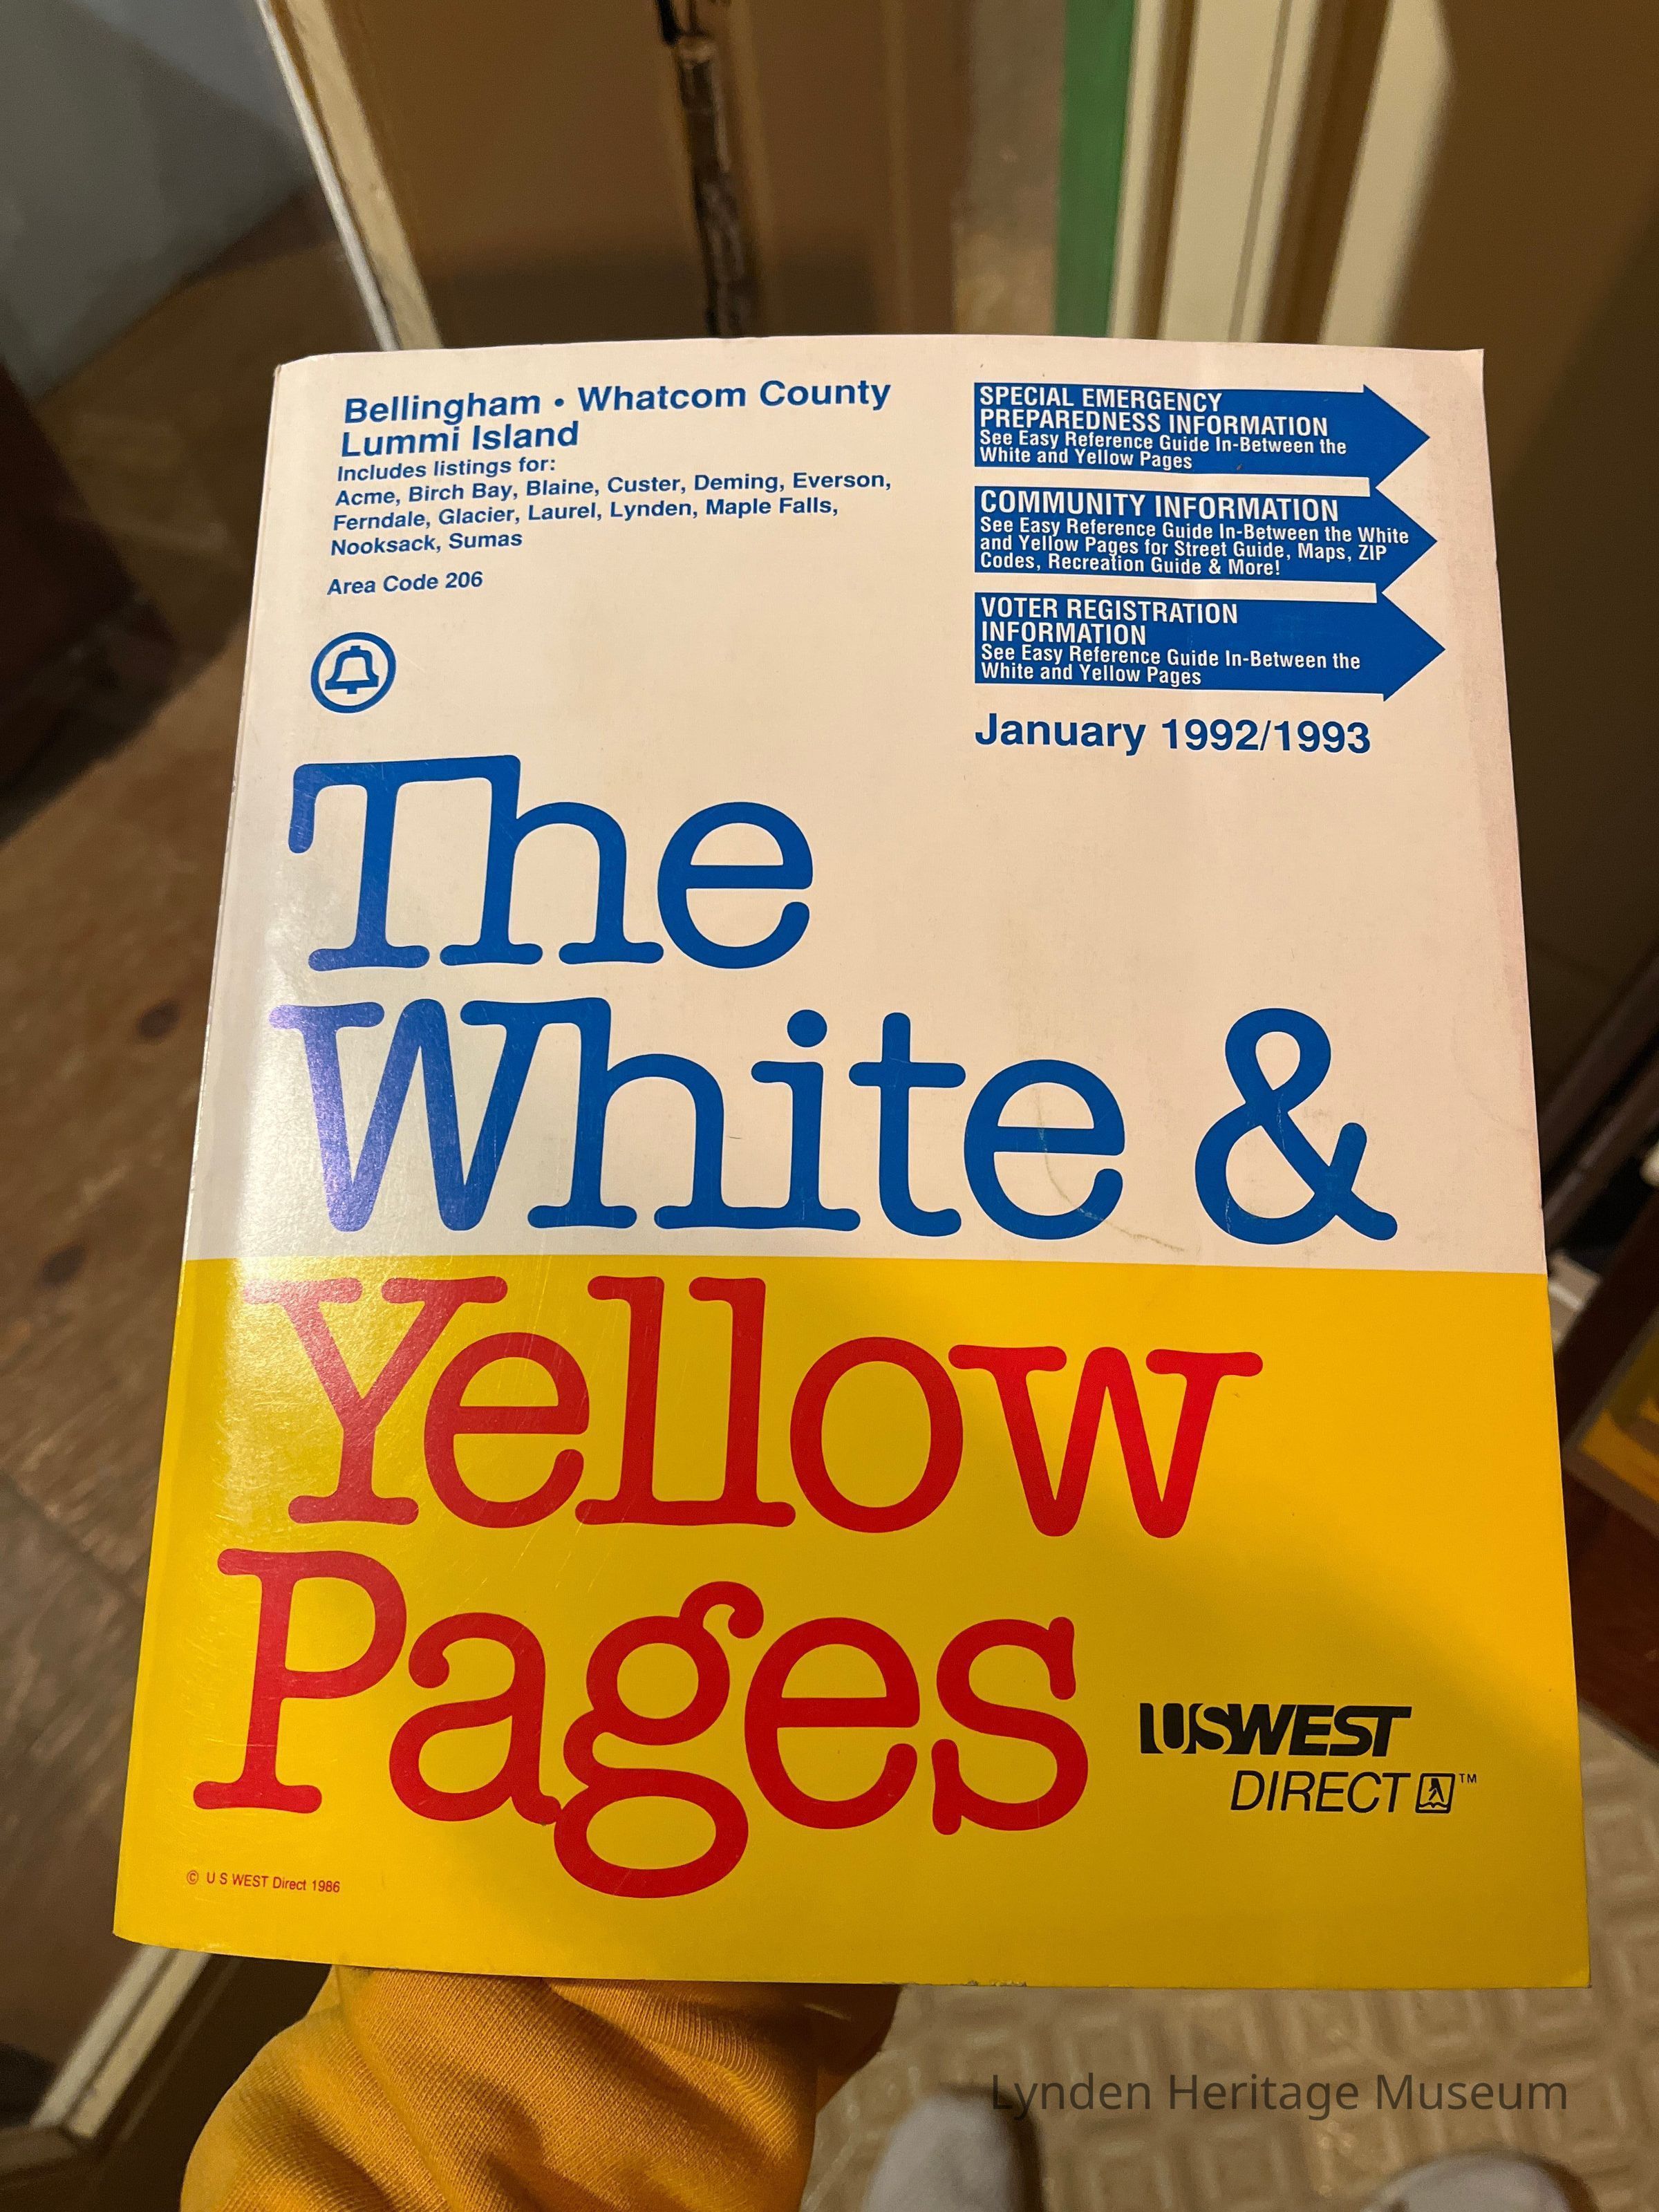 Bellingham • Whatcom County
Lummi Island
Includes listings for:
Acme, Birch Bay, Blaine, Custer, Deming, Everson,
Ferndale, Glacier, Laurel, Lynden, Maple Falls,
Nooksack, Sumas
Area Code 206
SPECIAL EMERGENCY
PREPAREDNESS INFORMATION
See Easy Reference Guide In-Between the
White and Yellow Pages
COMMUNITY INFORMATION
See Easy Reference Guide In-Between the White
and Yellow Pages for Street Guide, Maps, ZIP
Codes, Recreation Guide & More!
VOTER REGISTRATION
INFORMATION
See Easy Reference Guide In-Between the
White and Yellow Pages
January 1992/1993
The
White &
Yellow
Pages
USWEST
DIRECT ™
© U S WEST Direct 1986
Lynden Heritage Museum